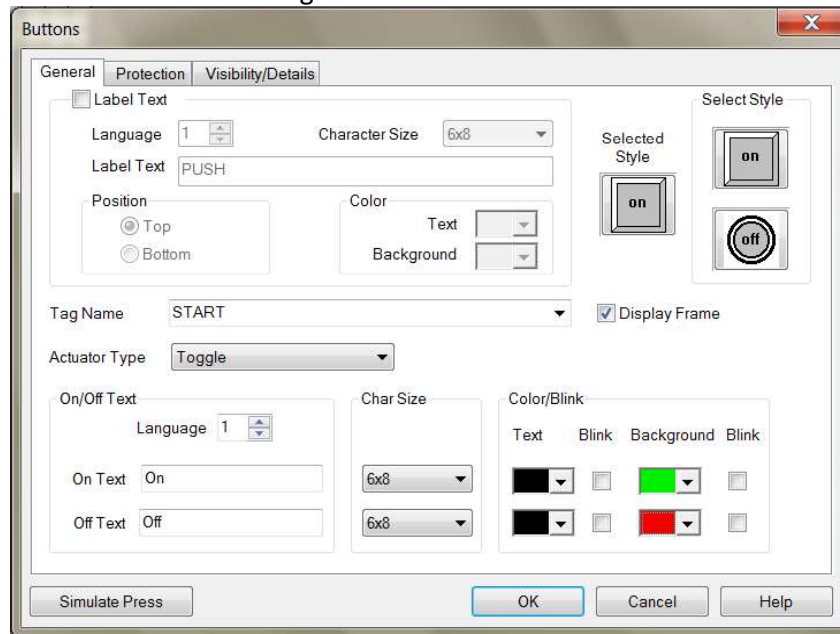 Buttons
X
General Protection Visibility/Details
Label Text
Language 1 Character Size 6x8
Label Text PUSH
Position
Top
Bottom
Color
Text
Background
Selected
Style
on
Select Style
on
off
Tag Name START
Display Frame
Actuator Type Toggle
On/Off Text
Language 1
On Text On
Off Text Off
Char Size
6x8
6x8
Color/Blink
Text Blink Background Blink
Simulate Press OK Cancel Help